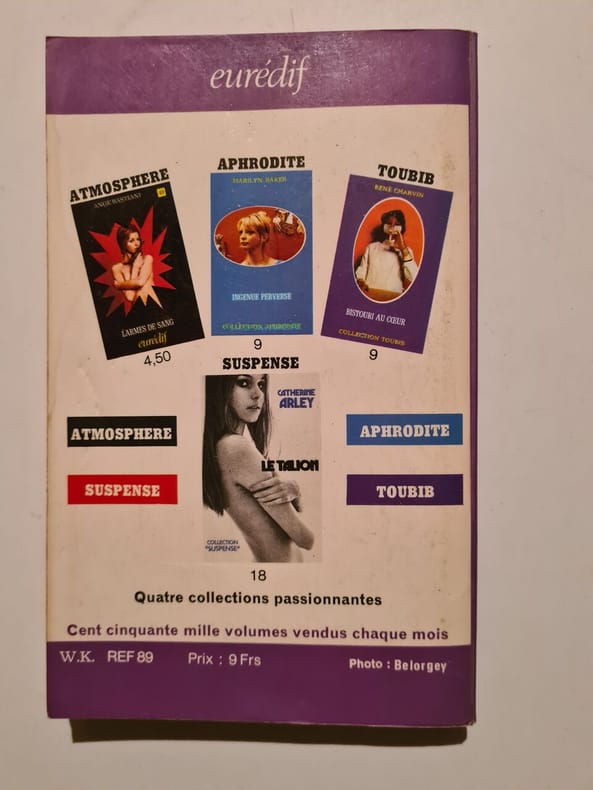 eurédif
ATMOSPHERE
APHRODITE
TOUBIB
ANGE BASTIANI
49
LARMES DE SANG
eurédif
4,50
MARILYN BAKER
INGENUE PERVERSE
COLLECTION APHRODITE
9
RENÉ CHARVIN
BISTOURI AU CŒUR
COLLECTION TOUBIB
9
SUSPENSE
CATHERINE
ARLEY
LE TALION
COLLECTION
"SUSPENSE"
18
ATMOSPHERE
APHRODITE
SUSPENSE
TOUBIB
Quatre collections passionnantes
Cent cinquante mille volumes vendus chaque mois
W.K. REF 89 Prix : 9 Frs Photo : Belorgey